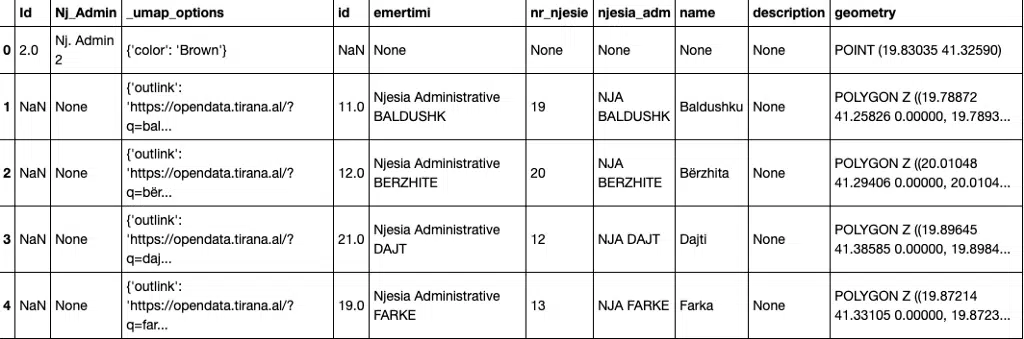 Id Nj_Admin _umap_options id emertimi nr_njesie njesia_adm name description geometry
0 2.0 Nj. Admin 2 {'color': 'Brown'} NaN None None None None None POINT (19.83035 41.32590)
1 NaN None {'outlink': 'https://opendata.tirana.al/?q=bal... 11.0 Njesia Administrative BALDUSHK 19 NJA BALDUSHK Baldushku None POLYGON Z ((19.78872 41.25826 0.00000, 19.7893...
2 NaN None {'outlink': 'https://opendata.tirana.al/?q=bër... 12.0 Njesia Administrative BERZHITE 20 NJA BERZHITE Bërzhita None POLYGON Z ((20.01048 41.29406 0.00000, 20.0104...
3 NaN None {'outlink': 'https://opendata.tirana.al/?q=daj... 21.0 Njesia Administrative DAJT 12 NJA DAJT Dajti None POLYGON Z ((19.89645 41.38585 0.00000, 19.8984...
4 NaN None {'outlink': 'https://opendata.tirana.al/?q=far... 19.0 Njesia Administrative FARKE 13 NJA FARKE Farka None POLYGON Z ((19.87214 41.33105 0.00000, 19.8723...